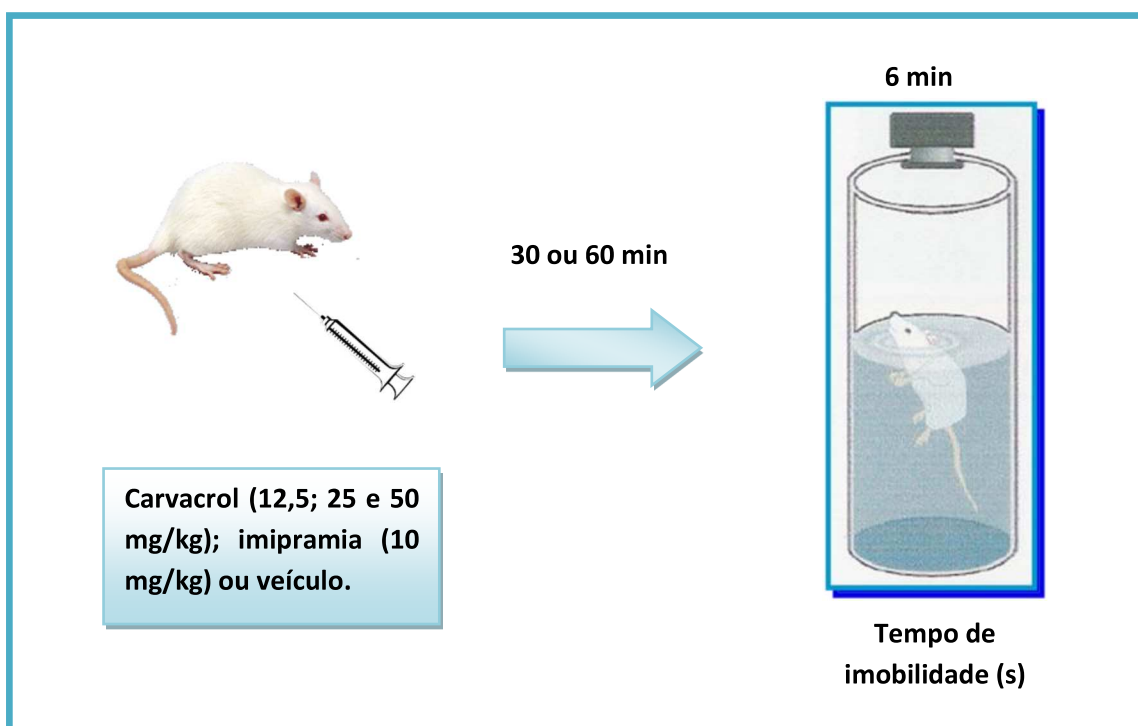 6 min
30 ou 60 min
Carvacrol (12,5; 25 e 50
mg/kg); imipramia (10
mg/kg) ou veículo.
Tempo de
imobilidade (s)